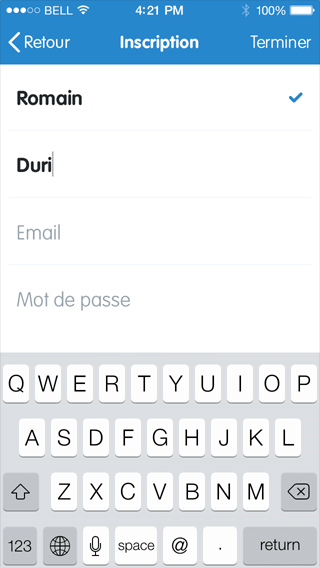 BELL 4:21 PM 100%
Retour Inscription Terminer
Romain
Duri
Email
Mot de passe
Q W E R T Y U I O P
A S D F G H J K L
Z X C V B N M
123 space @ . return